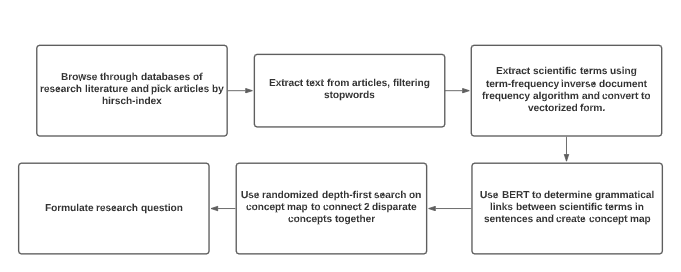 Browse through databases of
research literature and pick articles by
hirsch-index
Extract text from articles, filtering
stopwords
Extract scientific terms using
term-frequency inverse document
frequency algorithm and convert to
vectorized form.
Use BERT to determine grammatical
links between scientific terms in
sentences and create concept map
Use randomized depth-first search on
concept map to connect 2 disparate
concepts together
Formulate research question